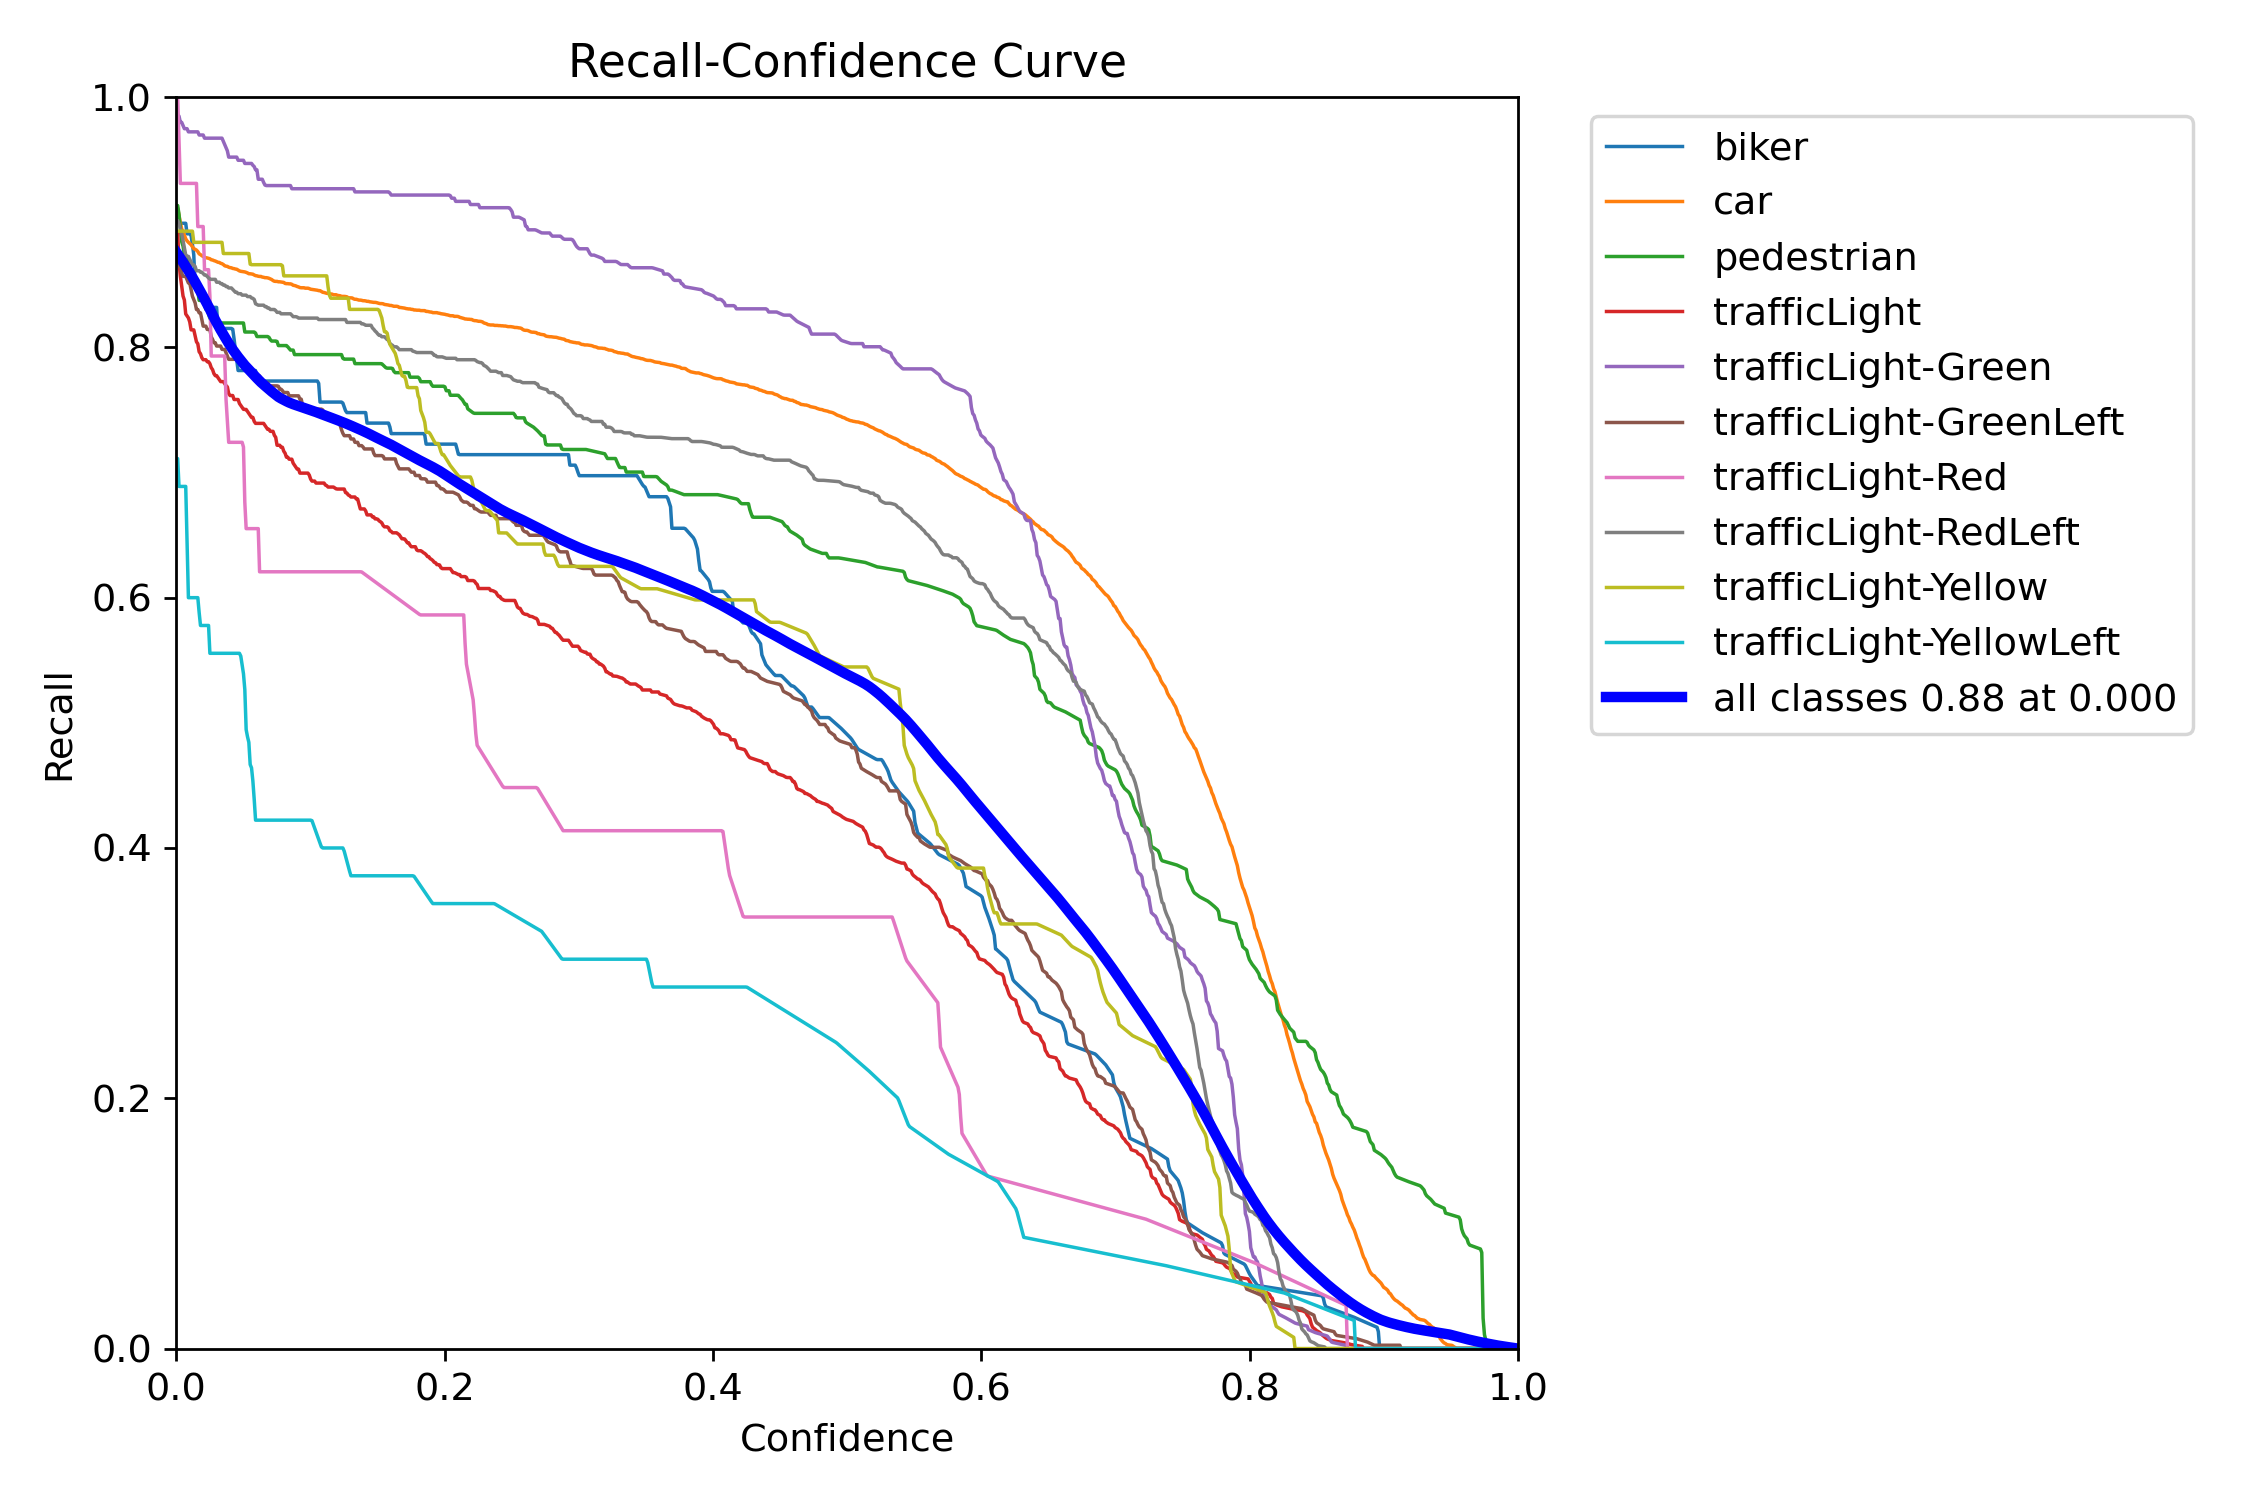 Recall-Confidence Curve
1.0
0.8
0.6
0.4
0.2
0.0
Recall
0.0 0.2 0.4 0.6 0.8 1.0
Confidence
biker
car
pedestrian
trafficLight
trafficLight-Green
trafficLight-GreenLeft
trafficLight-Red
trafficLight-RedLeft
trafficLight-Yellow
trafficLight-YellowLeft
all classes 0.88 at 0.000